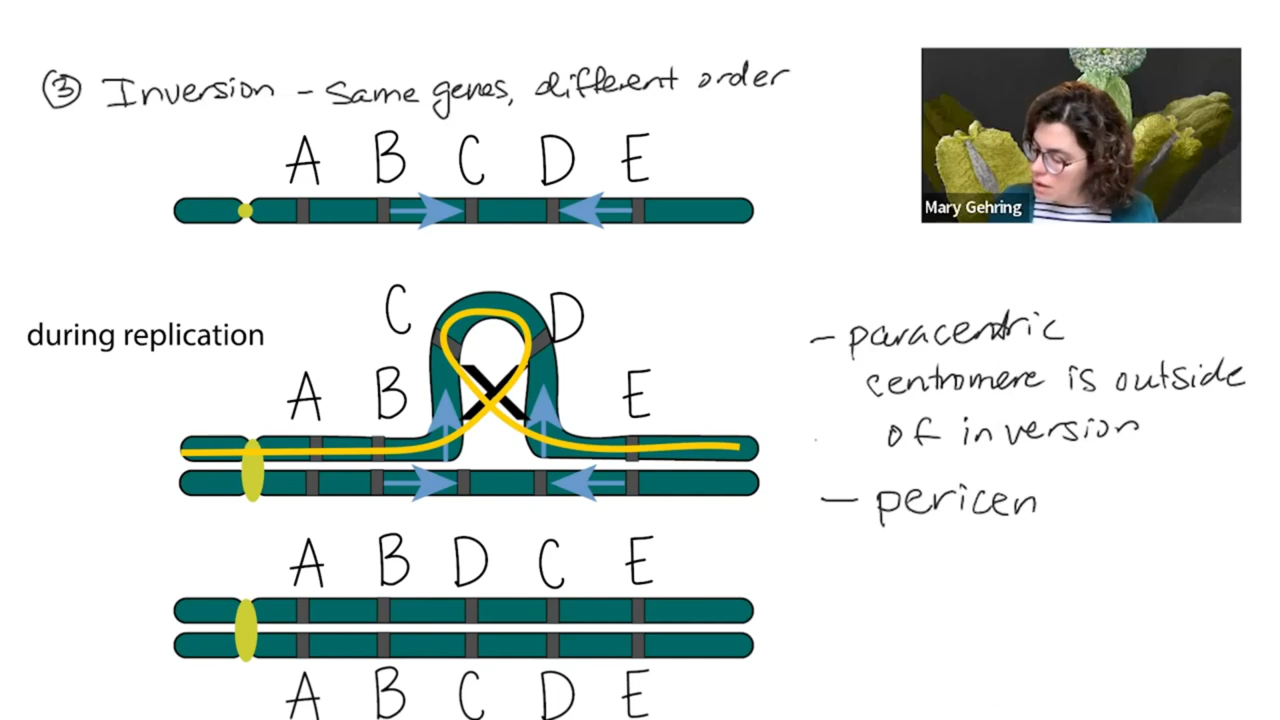 ③ Inversion - Same genes, different order
A B C D E
Mary Gehring
during replication
C D
A B E
- paracentric
centromere is outside
of inversion
- pericen
A B D C E
A B C D E